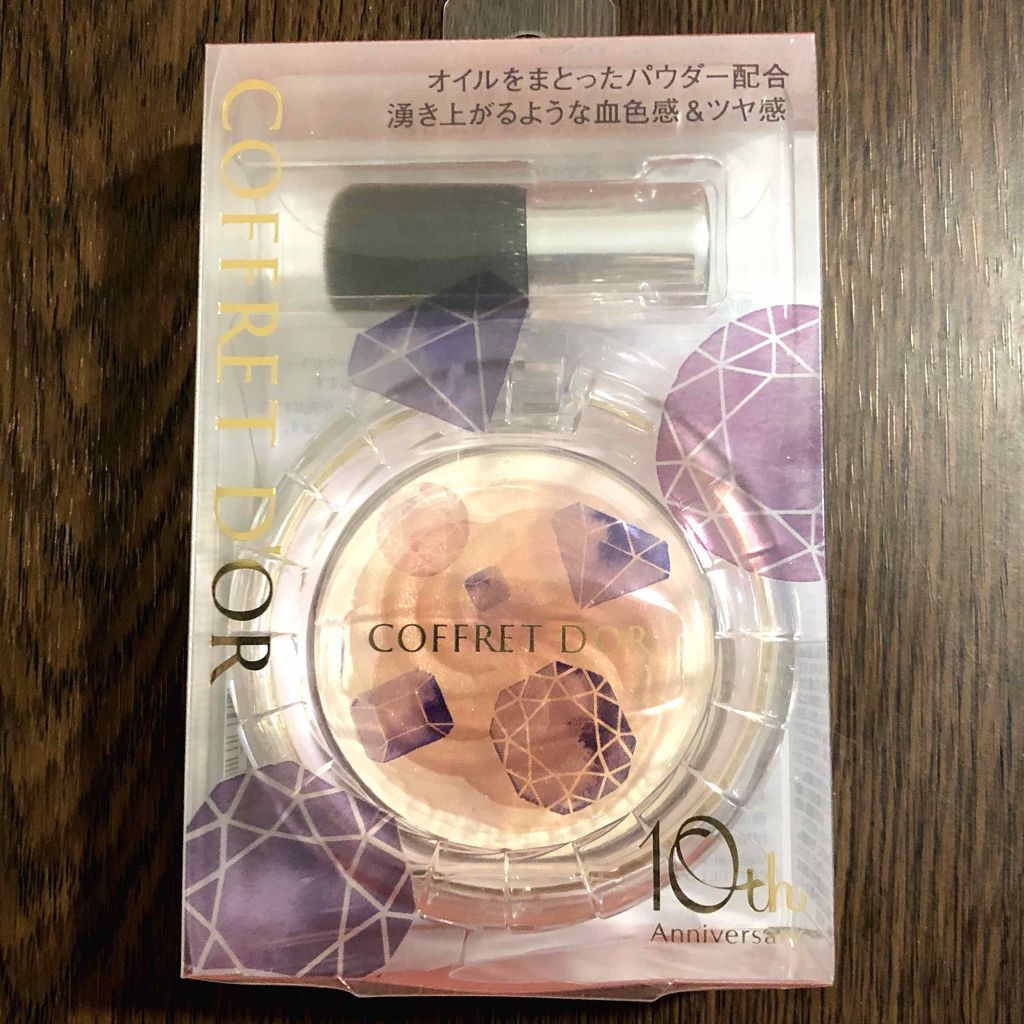 オイルをまとったパウダー配合
湧き上がるような血色感＆ツヤ感
COFFRET D'OR
COFFRET D'OR
10th
Anniversary